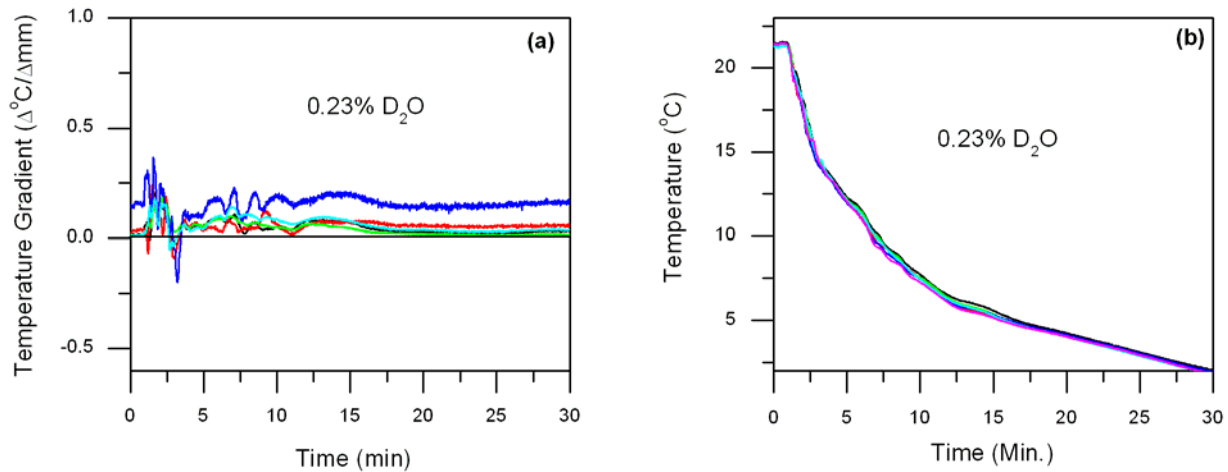 (a)
0.23% D₂O
Temperature Gradient (Δ°C/Δmm)
1.0
0.5
0.0
-0.5
0 5 10 15 20 25 30
Time (min)
(b)
0.23% D₂O
Temperature (°C)
20
15
10
5
0 5 10 15 20 25 30
Time (Min.)